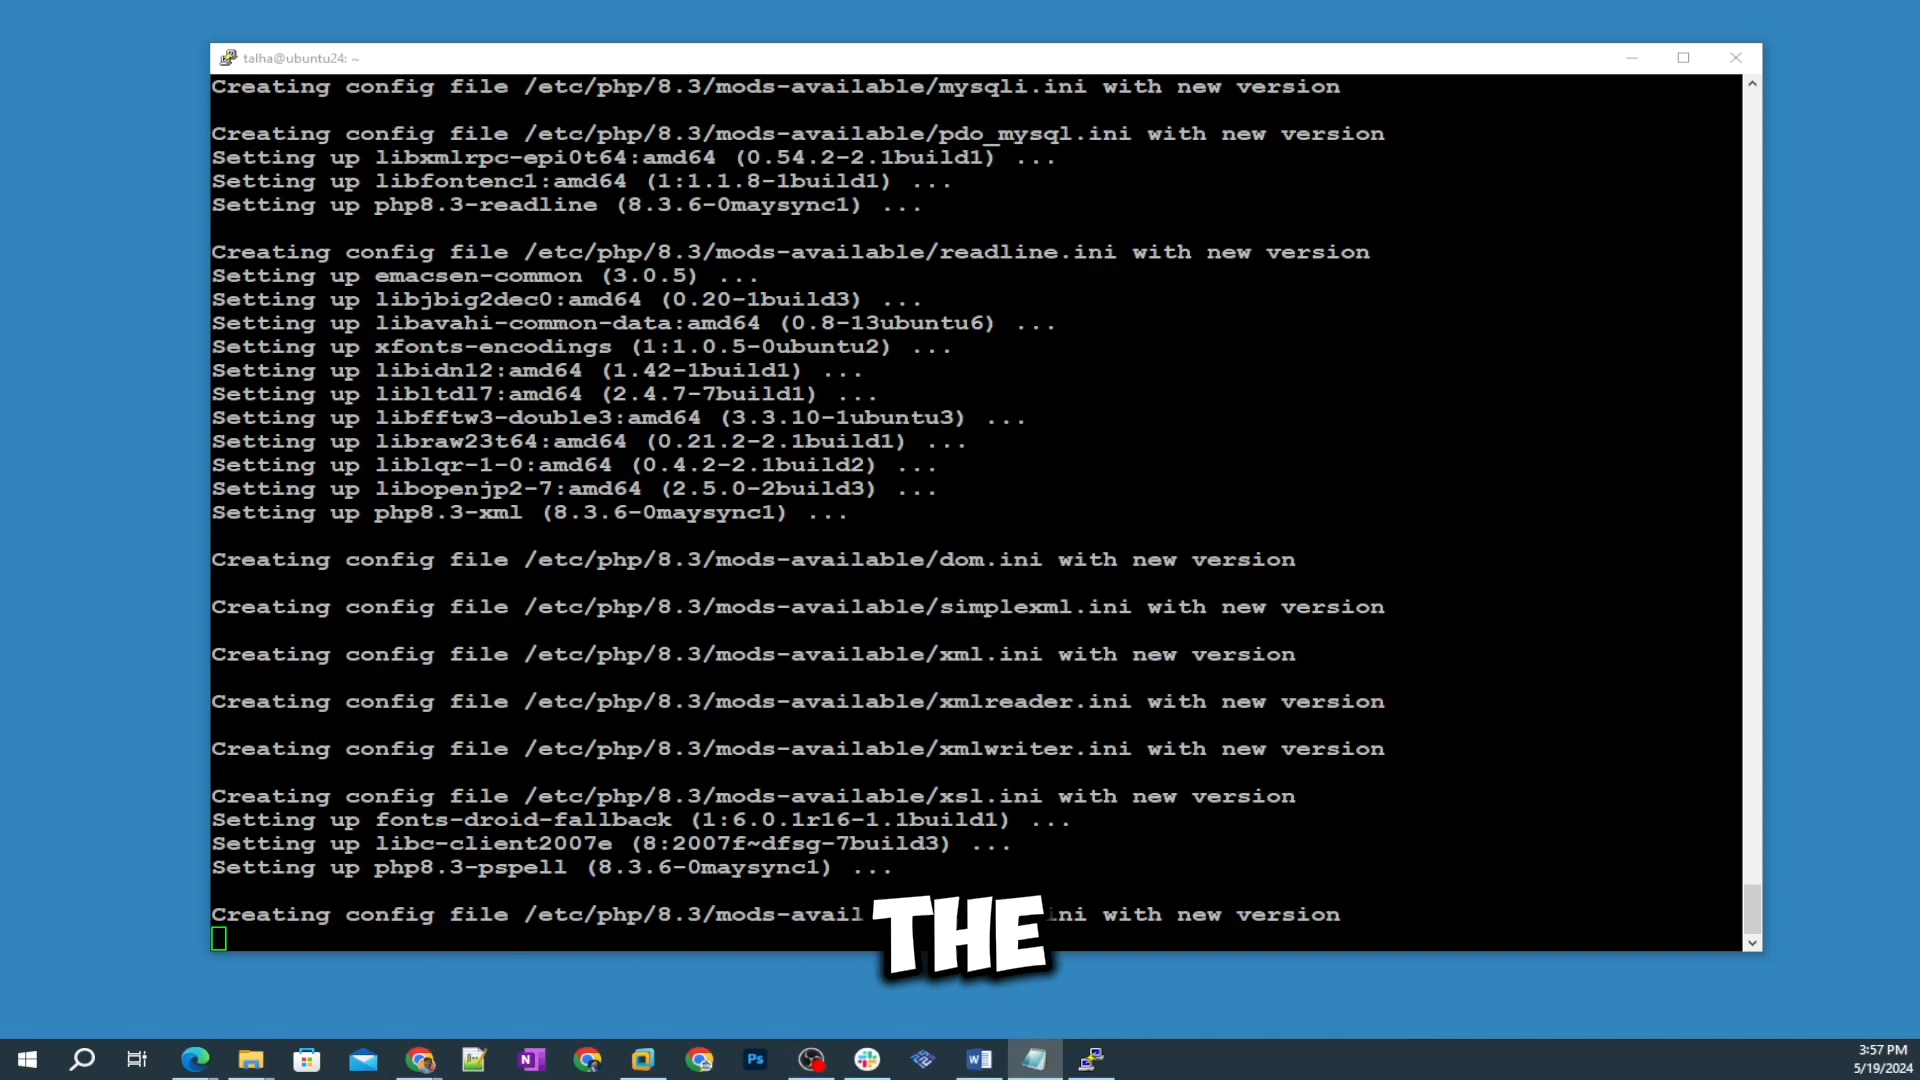 talha@ubuntu24: ~
Creating config file /etc/php/8.3/mods-available/mysqli.ini with new version
Creating config file /etc/php/8.3/mods-available/pdo_mysql.ini with new version
Setting up libxmlrpc-epi0t64:amd64 (0.54.2-2.1build1) ...
Setting up libfontenc1:amd64 (1:1.1.8-1build1) ...
Setting up php8.3-readline (8.3.6-0maysync1) ...
Creating config file /etc/php/8.3/mods-available/readline.ini with new version
Setting up emacsen-common (3.0.5) ...
Setting up libjbig2dec0:amd64 (0.20-1build3) ...
Setting up libavahi-common-data:amd64 (0.8-13ubuntu6) ...
Setting up xfonts-encodings (1:1.0.5-0ubuntu2) ...
Setting up libidn12:amd64 (1.42-1build1) ...
Setting up libltdl7:amd64 (2.4.7-7build1) ...
Setting up libfftw3-double3:amd64 (3.3.10-1ubuntu3) ...
Setting up libraw23t64:amd64 (0.21.2-2.1build1) ...
Setting up liblqr-1-0:amd64 (0.4.2-2.1build2) ...
Setting up libopenjp2-7:amd64 (2.5.0-2build3) ...
Setting up php8.3-xml (8.3.6-0maysync1) ...
Creating config file /etc/php/8.3/mods-available/dom.ini with new version
Creating config file /etc/php/8.3/mods-available/simplexml.ini with new version
Creating config file /etc/php/8.3/mods-available/xml.ini with new version
Creating config file /etc/php/8.3/mods-available/xmlreader.ini with new version
Creating config file /etc/php/8.3/mods-available/xmlwriter.ini with new version
Creating config file /etc/php/8.3/mods-available/xsl.ini with new version
Setting up fonts-droid-fallback (1:6.0.1r16-1.1build1) ...
Setting up libc-client2007e (8:2007f~dfsg-7build3) ...
Setting up php8.3-pspell (8.3.6-0maysync1) ...
Creating config file /etc/php/8.3/mods-avail ini with new version
THE
3:57 PM
5/19/2024